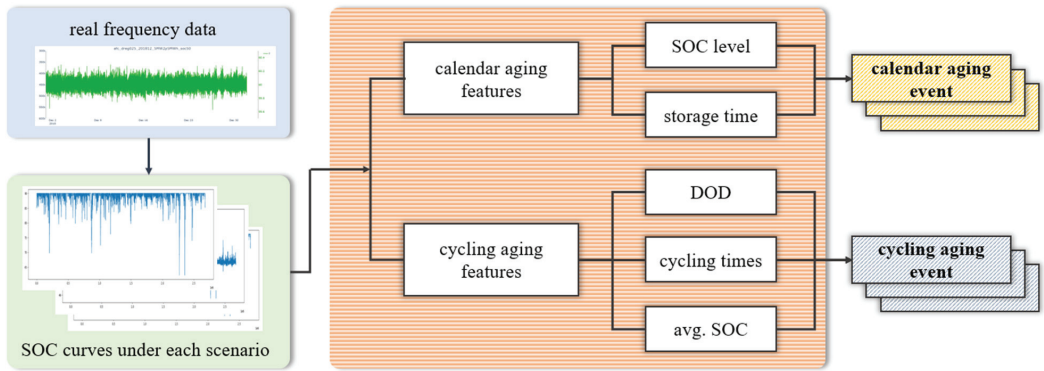 real frequency data
SOC curves under each scenario
calendar aging
features
SOC level
storage time
calendar aging
event
cycling aging
features
DOD
cycling times
avg. SOC
cycling aging
event